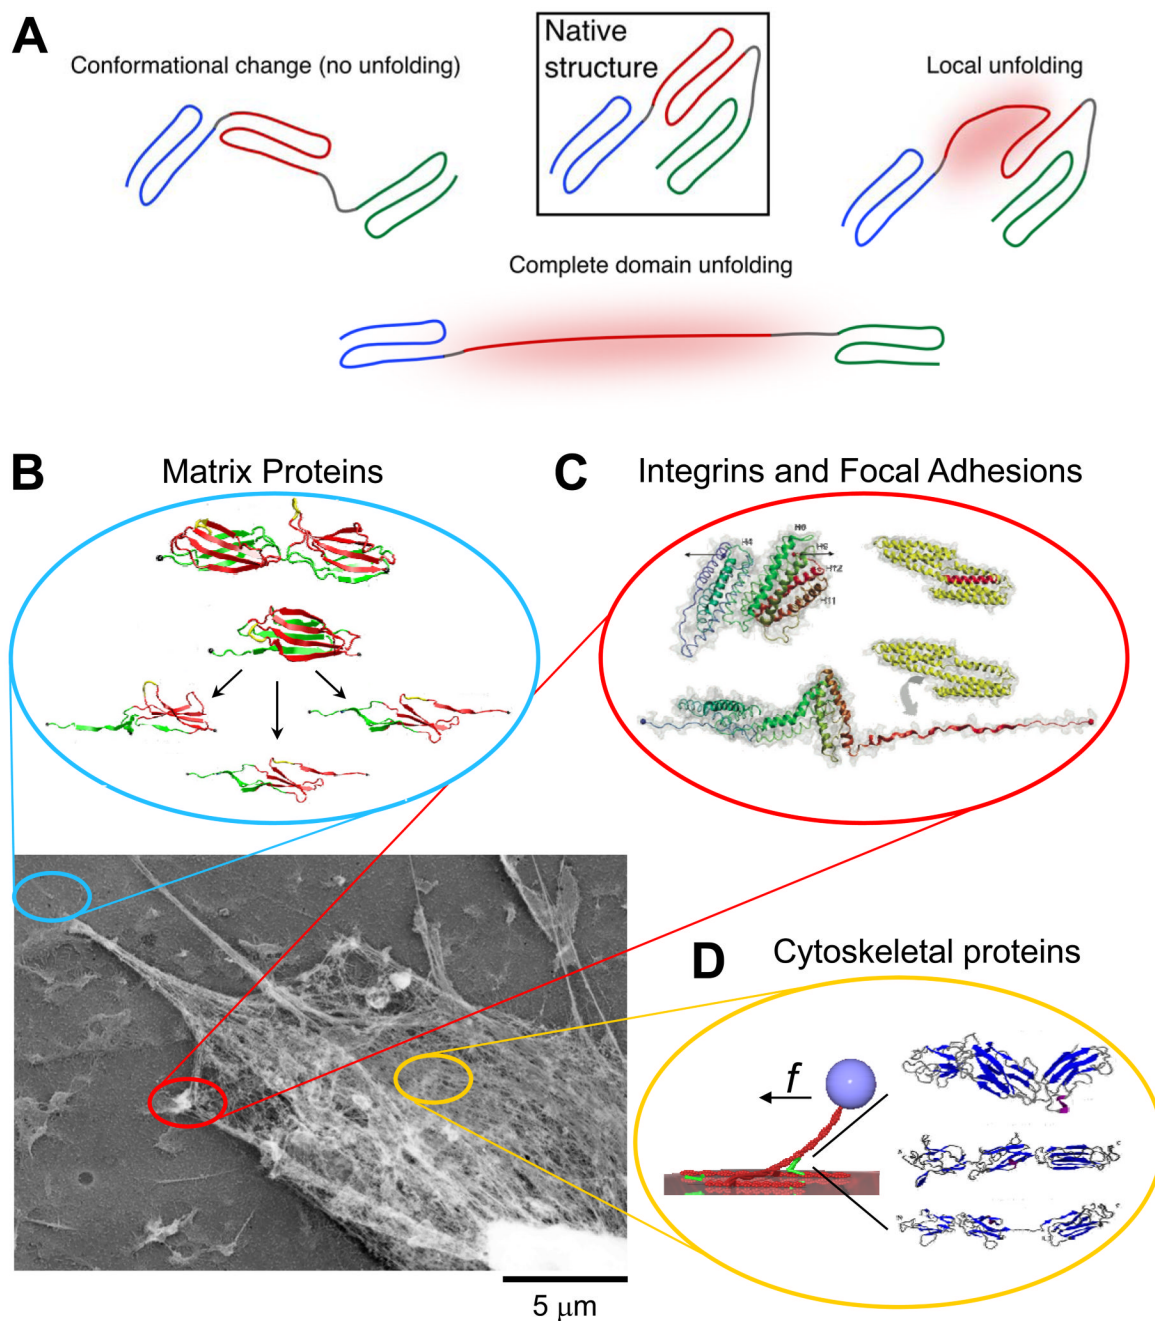 A
Conformational change (no unfolding)
Native
structure
Local unfolding
Complete domain unfolding
B
Matrix Proteins
C
Integrins and Focal Adhesions
H4
H6
H12
H11
D
Cytoskeletal proteins
f
5 μm